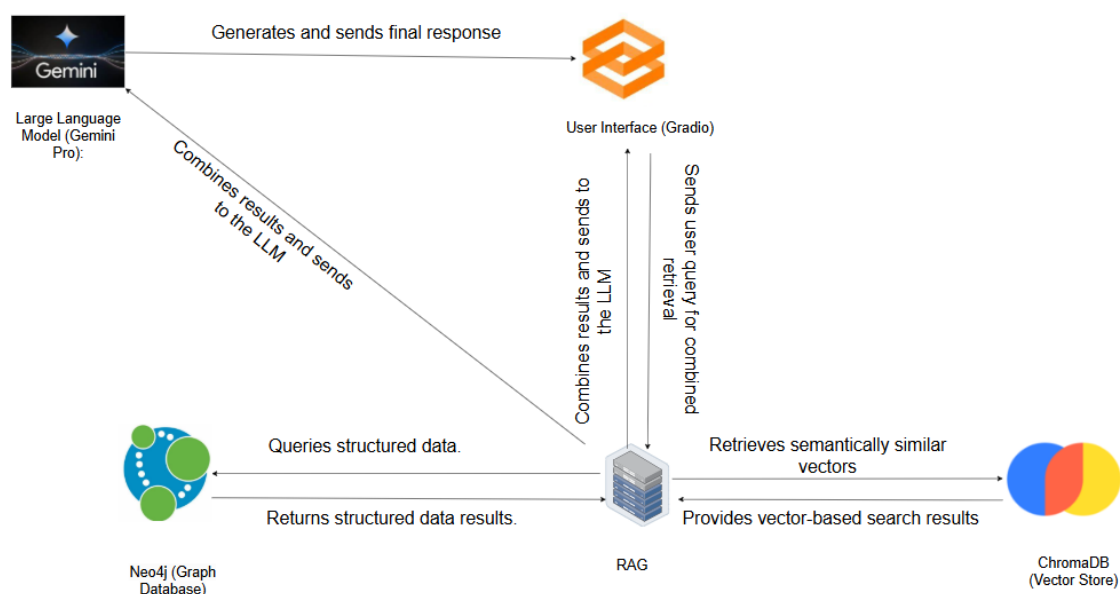 Generates and sends final response
Gemini
Large Language
Model (Gemini
Pro):
User Interface (Gradio)
Combines results and sends
to the LLM
Combines results and sends to
the LLM
Sends user query for combined
retrieval
Queries structured data.
Retrieves semantically similar
vectors
Returns structured data results.
Provides vector-based search results
Neo4j (Graph
Database)
RAG
ChromaDB
(Vector Store)